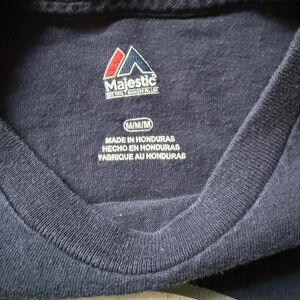 Majestic®
M/M/M
MADE IN HONDURAS
HECHO EN HONDURAS
FABRIQUE AU HONDURAS